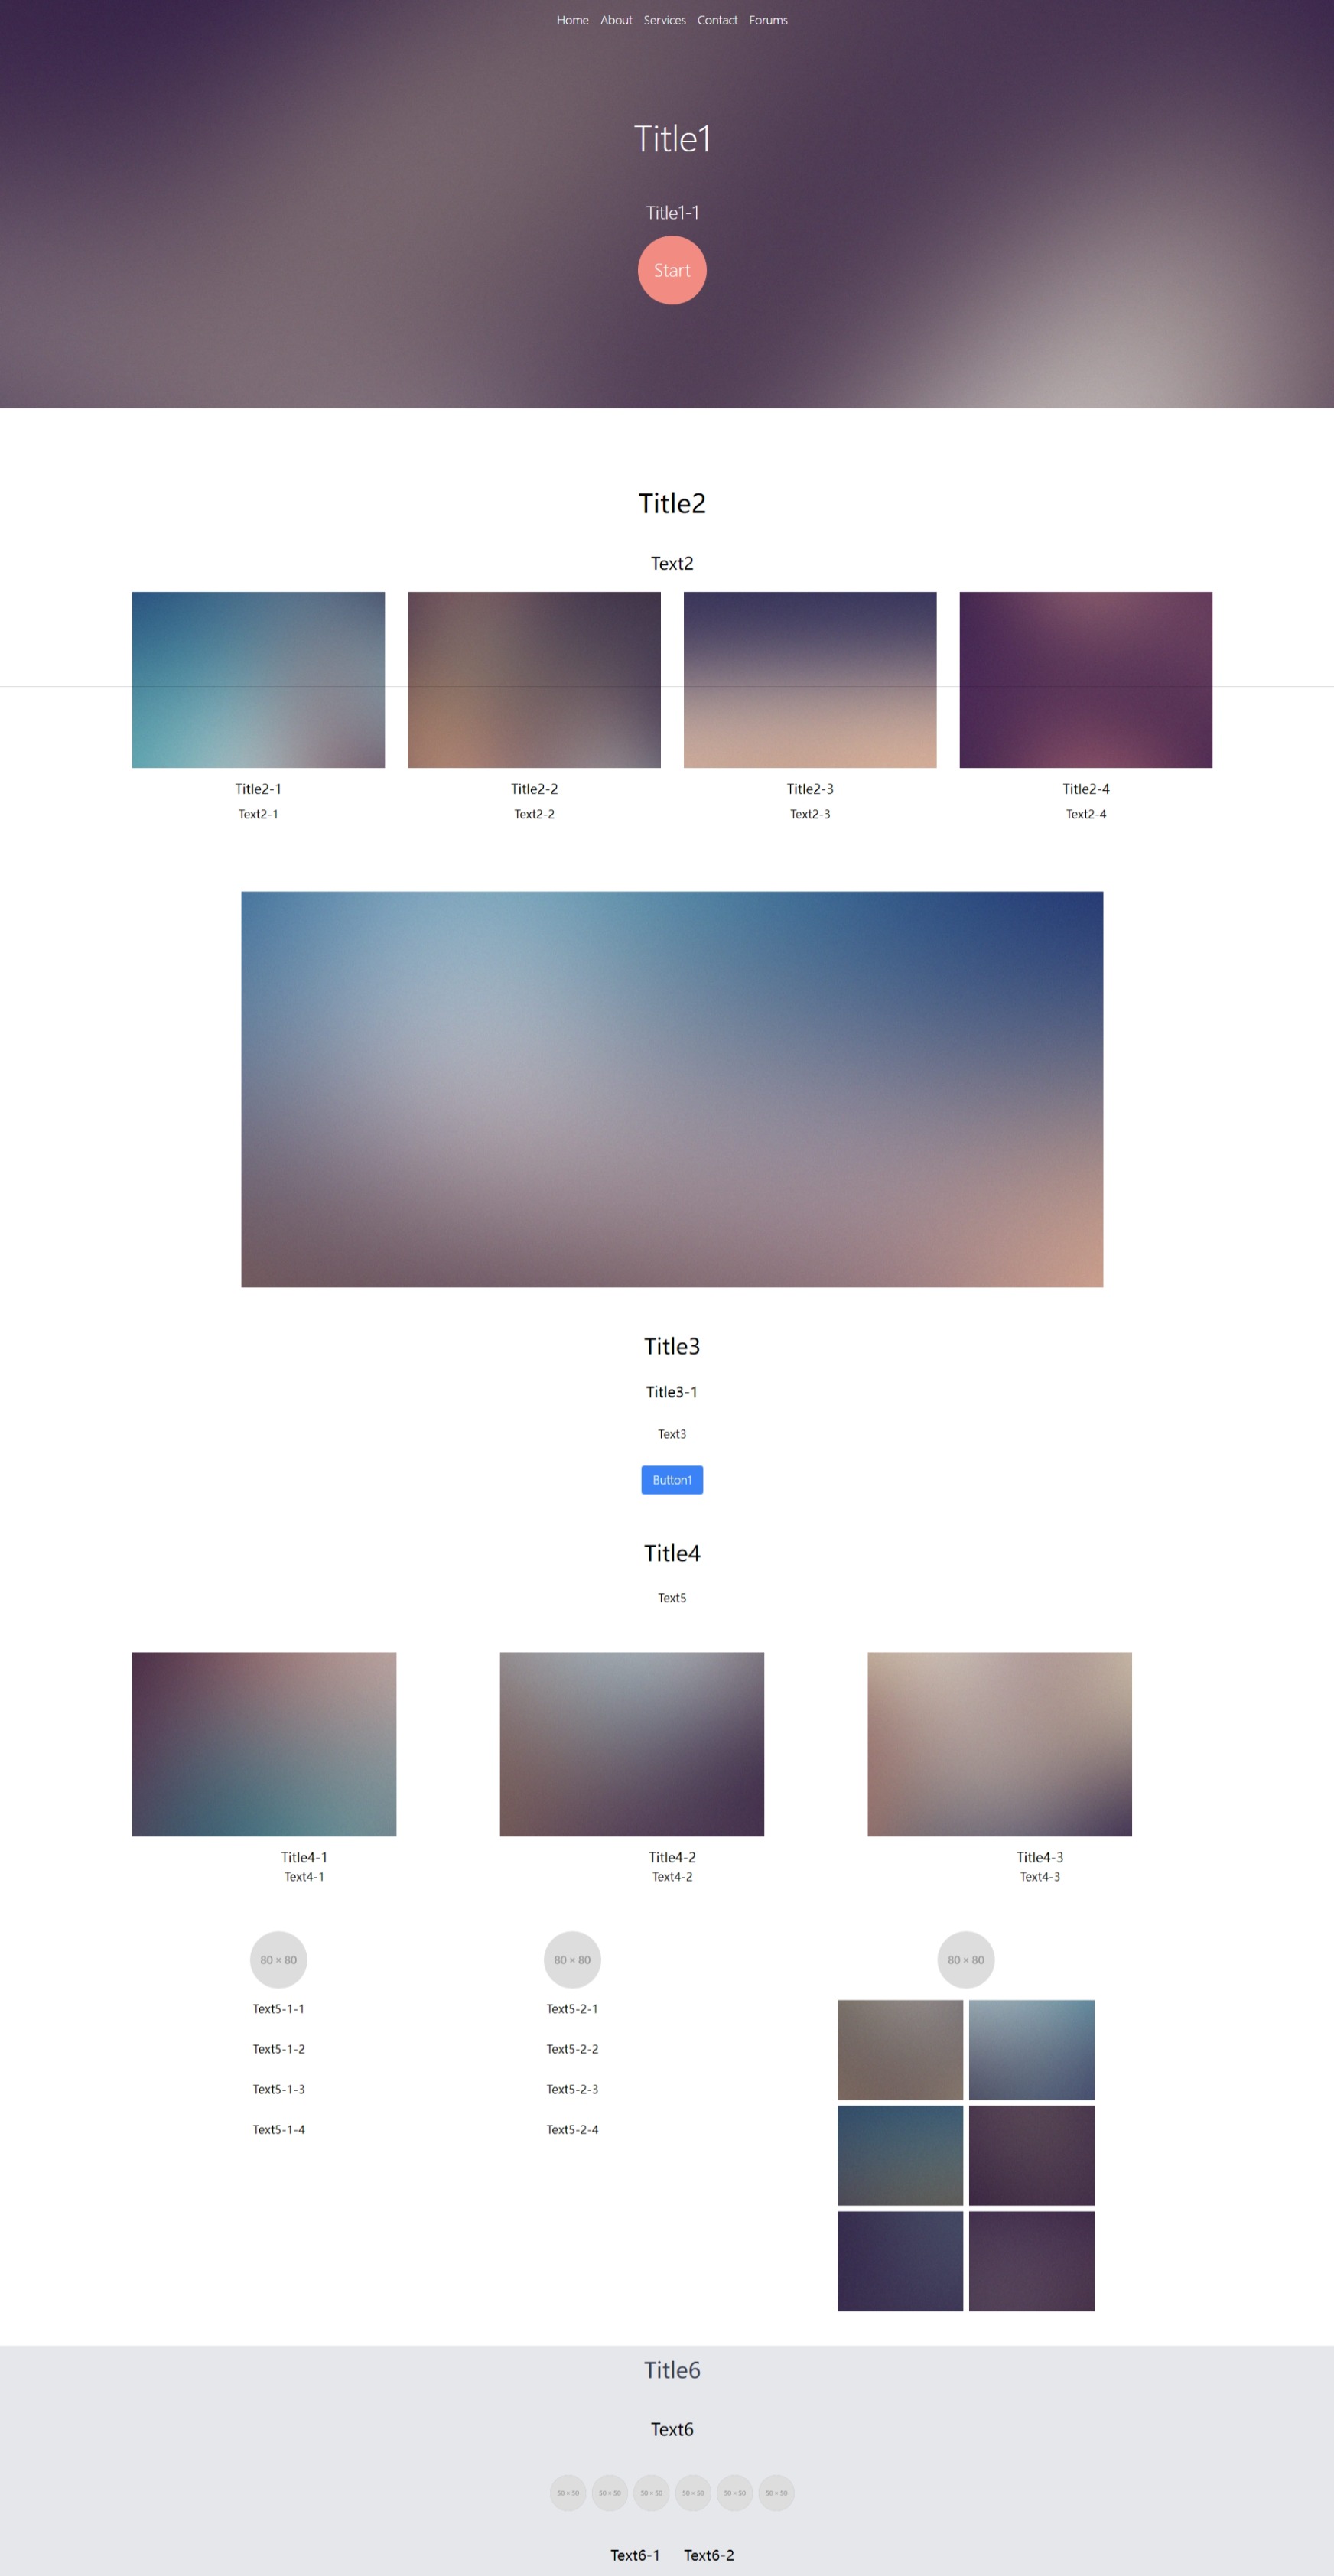 Home About Services Contact Forums
Title1
Title1-1
Start
Title2
Text2
Title2-1
Text2-1
Title2-2
Text2-2
Title2-3
Text2-3
Title2-4
Text2-4
Title3
Title3-1
Text3
Button1
Title4
Text5
Title4-1
Text4-1
Title4-2
Text4-2
Title4-3
Text4-3
80 × 80
Text5-1-1
Text5-1-2
Text5-1-3
Text5-1-4
80 × 80
Text5-2-1
Text5-2-2
Text5-2-3
Text5-2-4
80 × 80
Title6
Text6
50 × 50 50 × 50 50 × 50 50 × 50 50 × 50 50 × 50
Text6-1 Text6-2